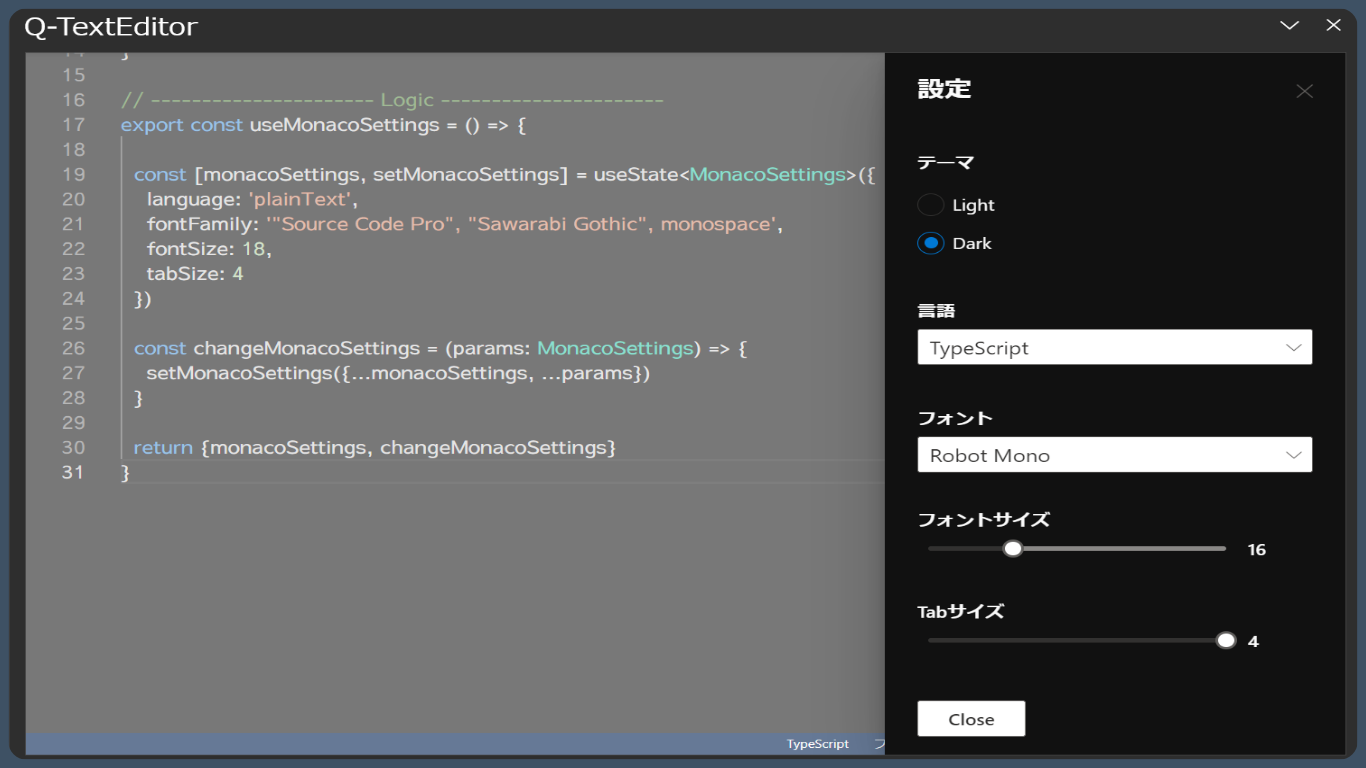 Q-TextEditor
14 }
15
16 // ---------------------- Logic ----------------------
17 export const useMonacoSettings = () => {
18
19 const [monacoSettings, setMonacoSettings] = useState<MonacoSettings>({
20 language: 'plainText',
21 fontFamily: '"Source Code Pro", "Sawarabi Gothic", monospace',
22 fontSize: 18,
23 tabSize: 4
24 })
25
26 const changeMonacoSettings = (params: MonacoSettings) => {
27 setMonacoSettings({...monacoSettings, ...params})
28 }
29
30 return {monacoSettings, changeMonacoSettings}
31 }
TypeScript フ
設定
テーマ
Light
Dark
言語
TypeScript
フォント
Robot Mono
フォントサイズ
16
Tabサイズ
4
Close